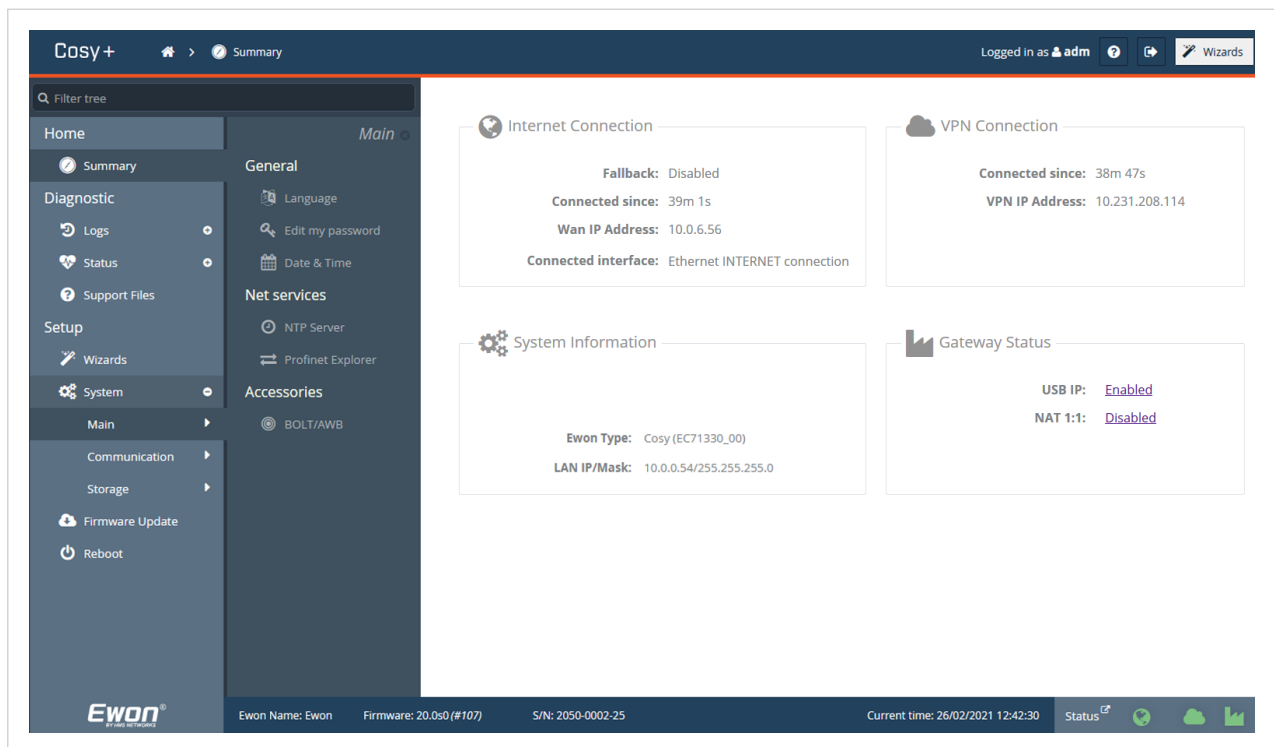 Cosy+
Summary
Logged in as adm
Wizards
Filter tree
Home
Summary
Diagnostic
Logs
Status
Support Files
Setup
Wizards
System
Main
Communication
Storage
Firmware Update
Reboot
Main
General
Language
Edit my password
Date & Time
Net services
NTP Server
Profinet Explorer
Accessories
BOLT/AWB
Internet Connection
Fallback: Disabled
Connected since: 39m 1s
Wan IP Address: 10.0.6.56
Connected interface: Ethernet INTERNET connection
VPN Connection
Connected since: 38m 47s
VPN IP Address: 10.231.208.114
System Information
Ewon Type: Cosy (EC71330_00)
LAN IP/Mask: 10.0.0.54/255.255.255.0
Gateway Status
USB IP: Enabled
NAT 1:1: Disabled
Ewon®
BY HMS NETWORKS
Ewon Name: Ewon
Firmware: 20.0s0 (#107)
S/N: 2050-0002-25
Current time: 26/02/2021 12:42:30
Status